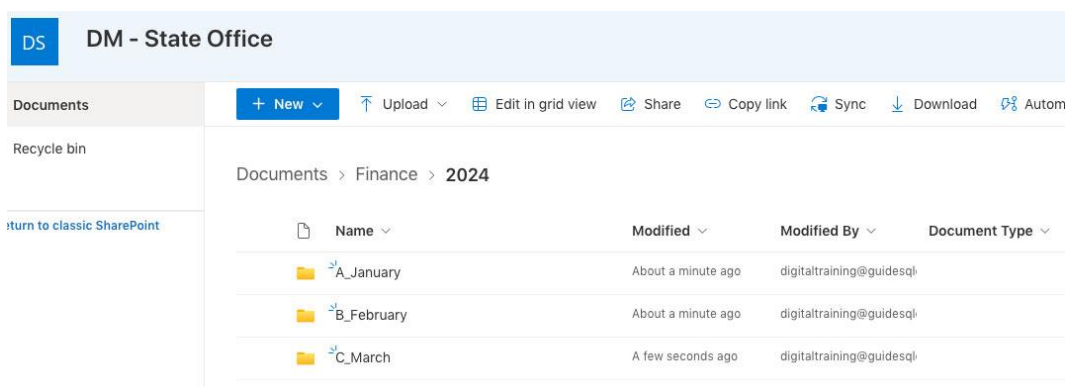 DS DM - State Office
Documents
Recycle bin
eturn to classic SharePoint
+ New Upload Edit in grid view Share Copy link Sync Download Autom
Documents > Finance > 2024
Name Modified Modified By Document Type
A_January About a minute ago digitaltraining@guidesql
B_February About a minute ago digitaltraining@guidesql
C_March A few seconds ago digitaltraining@guidesql